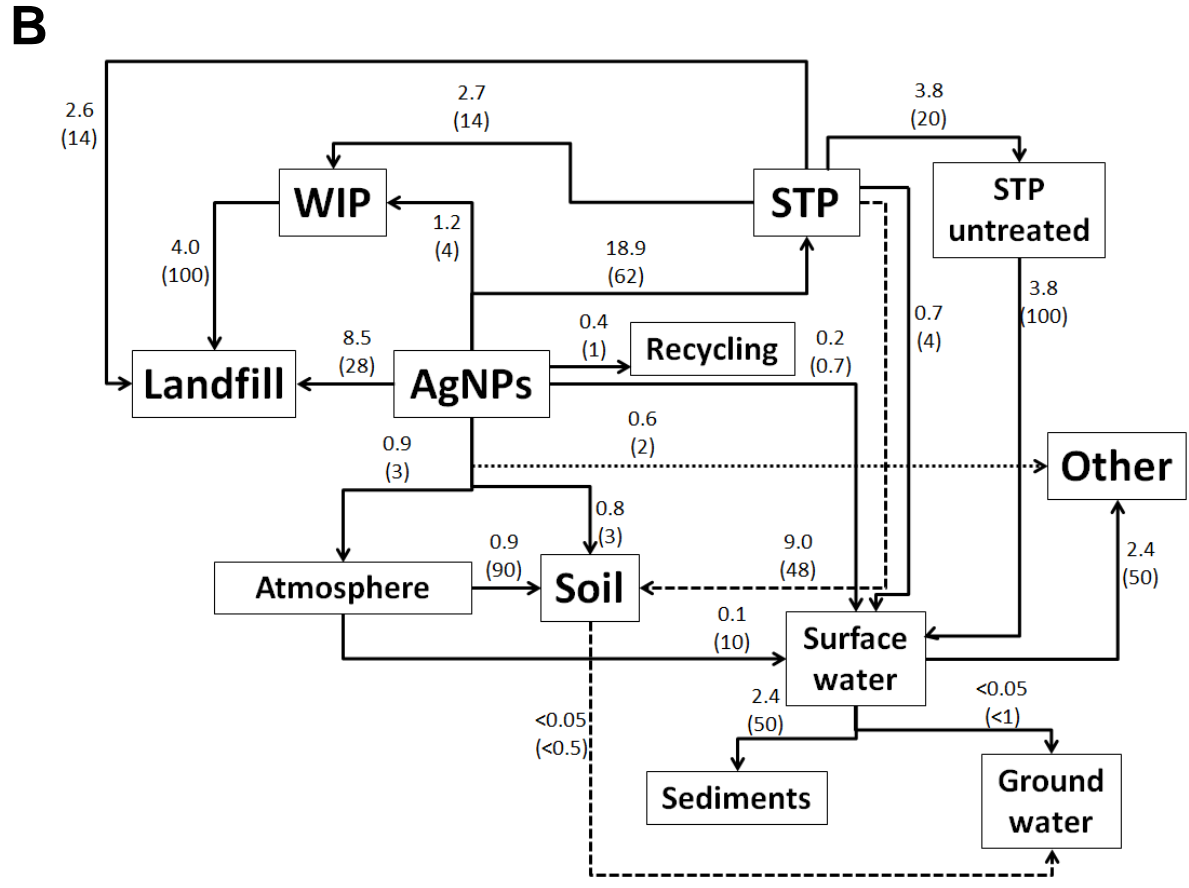 B
2.6
(14)
2.7
(14)
3.8
(20)
WIP
STP
STP
untreated
1.2
(4)
4.0
(100)
18.9
(62)
3.8
(100)
0.7
(4)
8.5
(28)
0.4
(1)
0.2
(0.7)
Landfill
AgNPs
Recycling
0.9
(3)
0.6
(2)
Other
0.8
(3)
0.9
(90)
9.0
(48)
2.4
(50)
Atmosphere
Soil
0.1
(10)
Surface
water
2.4
(50)
<0.05
(<1)
<0.05
(<0.5)
Sediments
Ground
water